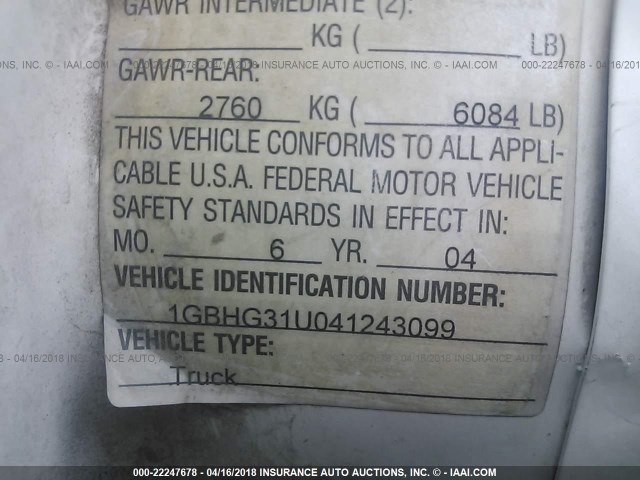 GAWR INTERMEDIATE (2):
KG ( LB)
GAWR-REAR:
2760 KG ( 6084 LB)
THIS VEHICLE CONFORMS TO ALL APPLI-
CABLE U.S.A. FEDERAL MOTOR VEHICLE
SAFETY STANDARDS IN EFFECT IN:
MO. 6 YR. 04
VEHICLE IDENTIFICATION NUMBER:
1GBHG31U041243099
VEHICLE TYPE:
Truck
000-22247678 - 04/16/2018 INSURANCE AUTO AUCTIONS, INC. - © IAAI.COM